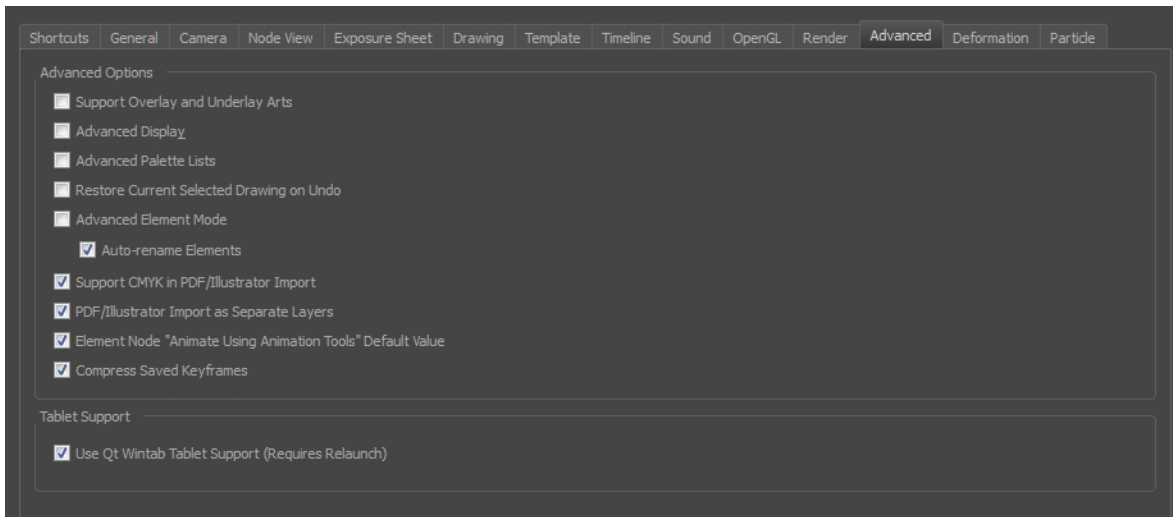 Shortcuts General Camera Node View Exposure Sheet Drawing Template Timeline Sound OpenGL Render Advanced Deformation Particle
Advanced Options
Support Overlay and Underlay Arts
Advanced Display
Advanced Palette Lists
Restore Current Selected Drawing on Undo
Advanced Element Mode
Auto-rename Elements
Support CMYK in PDF/Illustrator Import
PDF/Illustrator Import as Separate Layers
Element Node "Animate Using Animation Tools" Default Value
Compress Saved Keyframes
Tablet Support
Use Qt Wintab Tablet Support (Requires Relaunch)